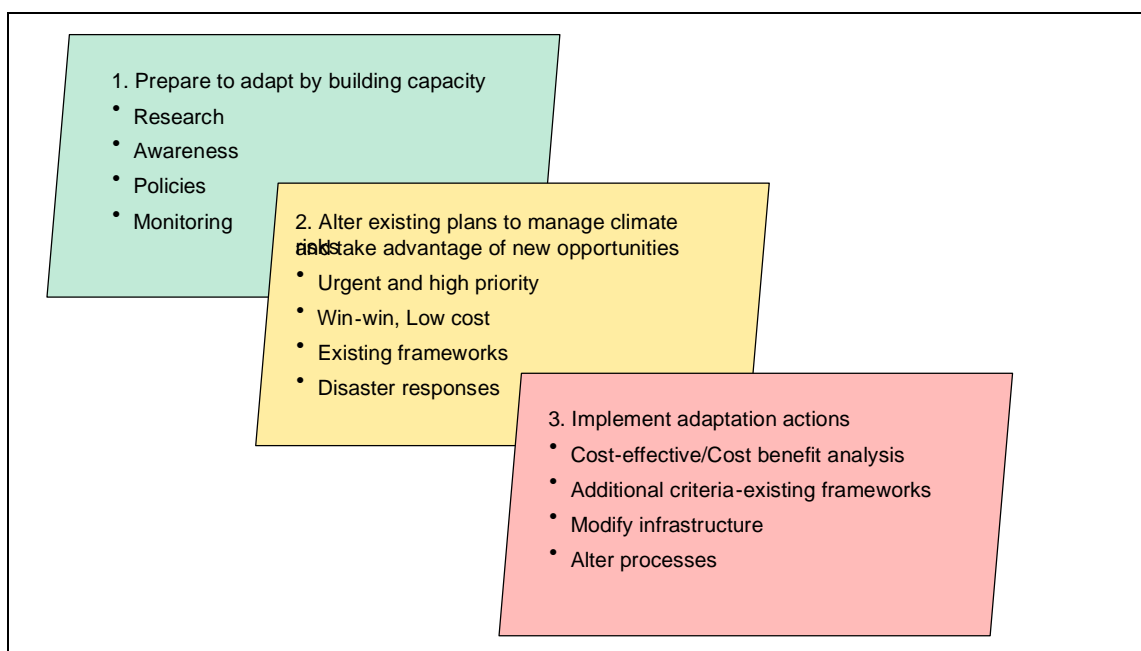 1. Prepare to adapt by building capacity
• Research
• Awareness
• Policies
• Monitoring
2. Alter existing plans to manage climate
risks
and take advantage of new opportunities
• Urgent and high priority
• Win-win, Low cost
• Existing frameworks
• Disaster responses
3. Implement adaptation actions
• Cost-effective/Cost benefit analysis
• Additional criteria-existing frameworks
• Modify infrastructure
• Alter processes